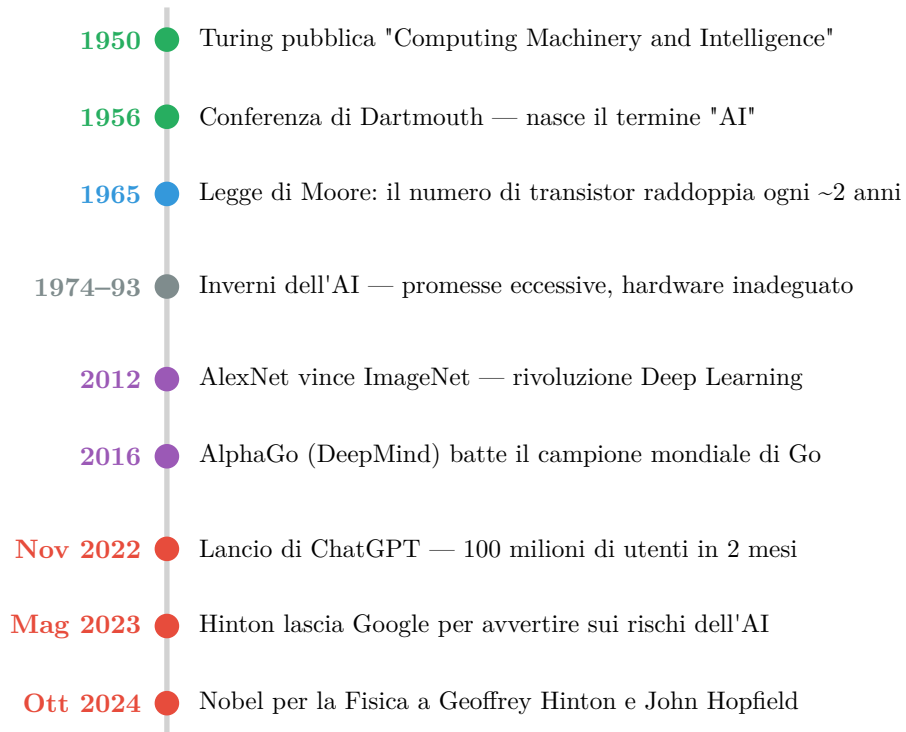 1950 Turing pubblica "Computing Machinery and Intelligence"
1956 Conferenza di Dartmouth — nasce il termine "AI"
1965 Legge di Moore: il numero di transistor raddoppia ogni ~2 anni
1974–93 Inverni dell'AI — promesse eccessive, hardware inadeguato
2012 AlexNet vince ImageNet — rivoluzione Deep Learning
2016 AlphaGo (DeepMind) batte il campione mondiale di Go
Nov 2022 Lancio di ChatGPT — 100 milioni di utenti in 2 mesi
Mag 2023 Hinton lascia Google per avvertire sui rischi dell'AI
Ott 2024 Nobel per la Fisica a Geoffrey Hinton e John Hopfield